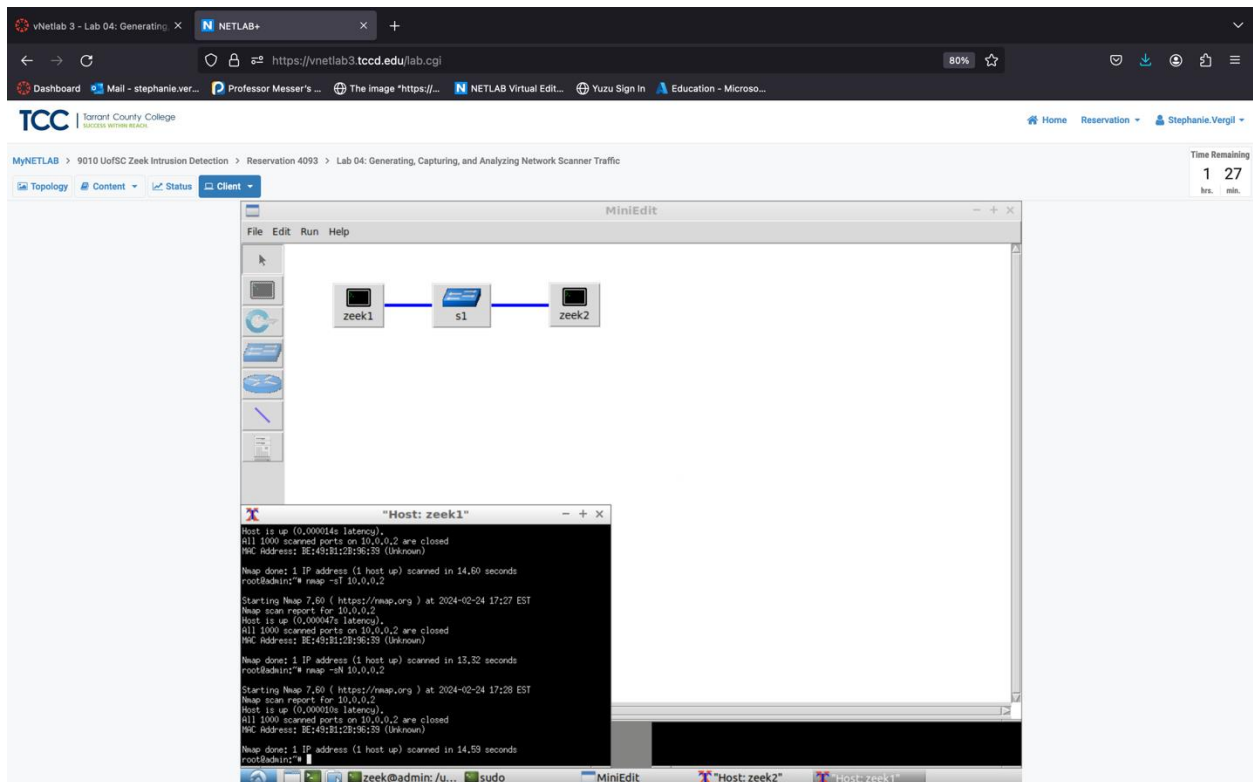 vNetlab 3 - Lab 04: Generating, NETLAB+
https://vnetlab3.tccd.edu/lab.cgi 80%
Dashboard Mail - stephanie.ver... Professor Messer's ... The image "https://... NETLAB Virtual Edit... Yuzu Sign In Education - Microso...
TCC Tarrant County College
SUCCESS WITHIN REACH.
Home Reservation Stephanie.Vergil
MyNETLAB > 9010 UofSC Zeek Intrusion Detection > Reservation 4093 > Lab 04: Generating, Capturing, and Analyzing Network Scanner Traffic
Time Remaining
1 27
hrs. min.
Topology Content Status Client
MiniEdit
File Edit Run Help
zeek1 s1 zeek2
"Host: zeek1"
Host is up (0.000014s latency).
All 1000 scanned ports on 10.0.0.2 are closed
MAC Address: BE:49:B1:2B:96:39 (Unknown)
Nmap done: 1 IP address (1 host up) scanned in 14.60 seconds
root@admin:~# nmap -sT 10.0.0.2
Starting Nmap 7.60 ( https://nmap.org ) at 2024-02-24 17:27 EST
Nmap scan report for 10.0.0.2
Host is up (0.000047s latency).
All 1000 scanned ports on 10.0.0.2 are closed
MAC Address: BE:49:B1:2B:96:39 (Unknown)
Nmap done: 1 IP address (1 host up) scanned in 13.32 seconds
root@admin:~# nmap -sN 10.0.0.2
Starting Nmap 7.60 ( https://nmap.org ) at 2024-02-24 17:28 EST
Nmap scan report for 10.0.0.2
Host is up (0.000010s latency).
All 1000 scanned ports on 10.0.0.2 are closed
MAC Address: BE:49:B1:2B:96:39 (Unknown)
Nmap done: 1 IP address (1 host up) scanned in 14.59 seconds
root@admin:~#
zeek@admin: /u... sudo MiniEdit "Host: zeek2" "Host: zeek1"